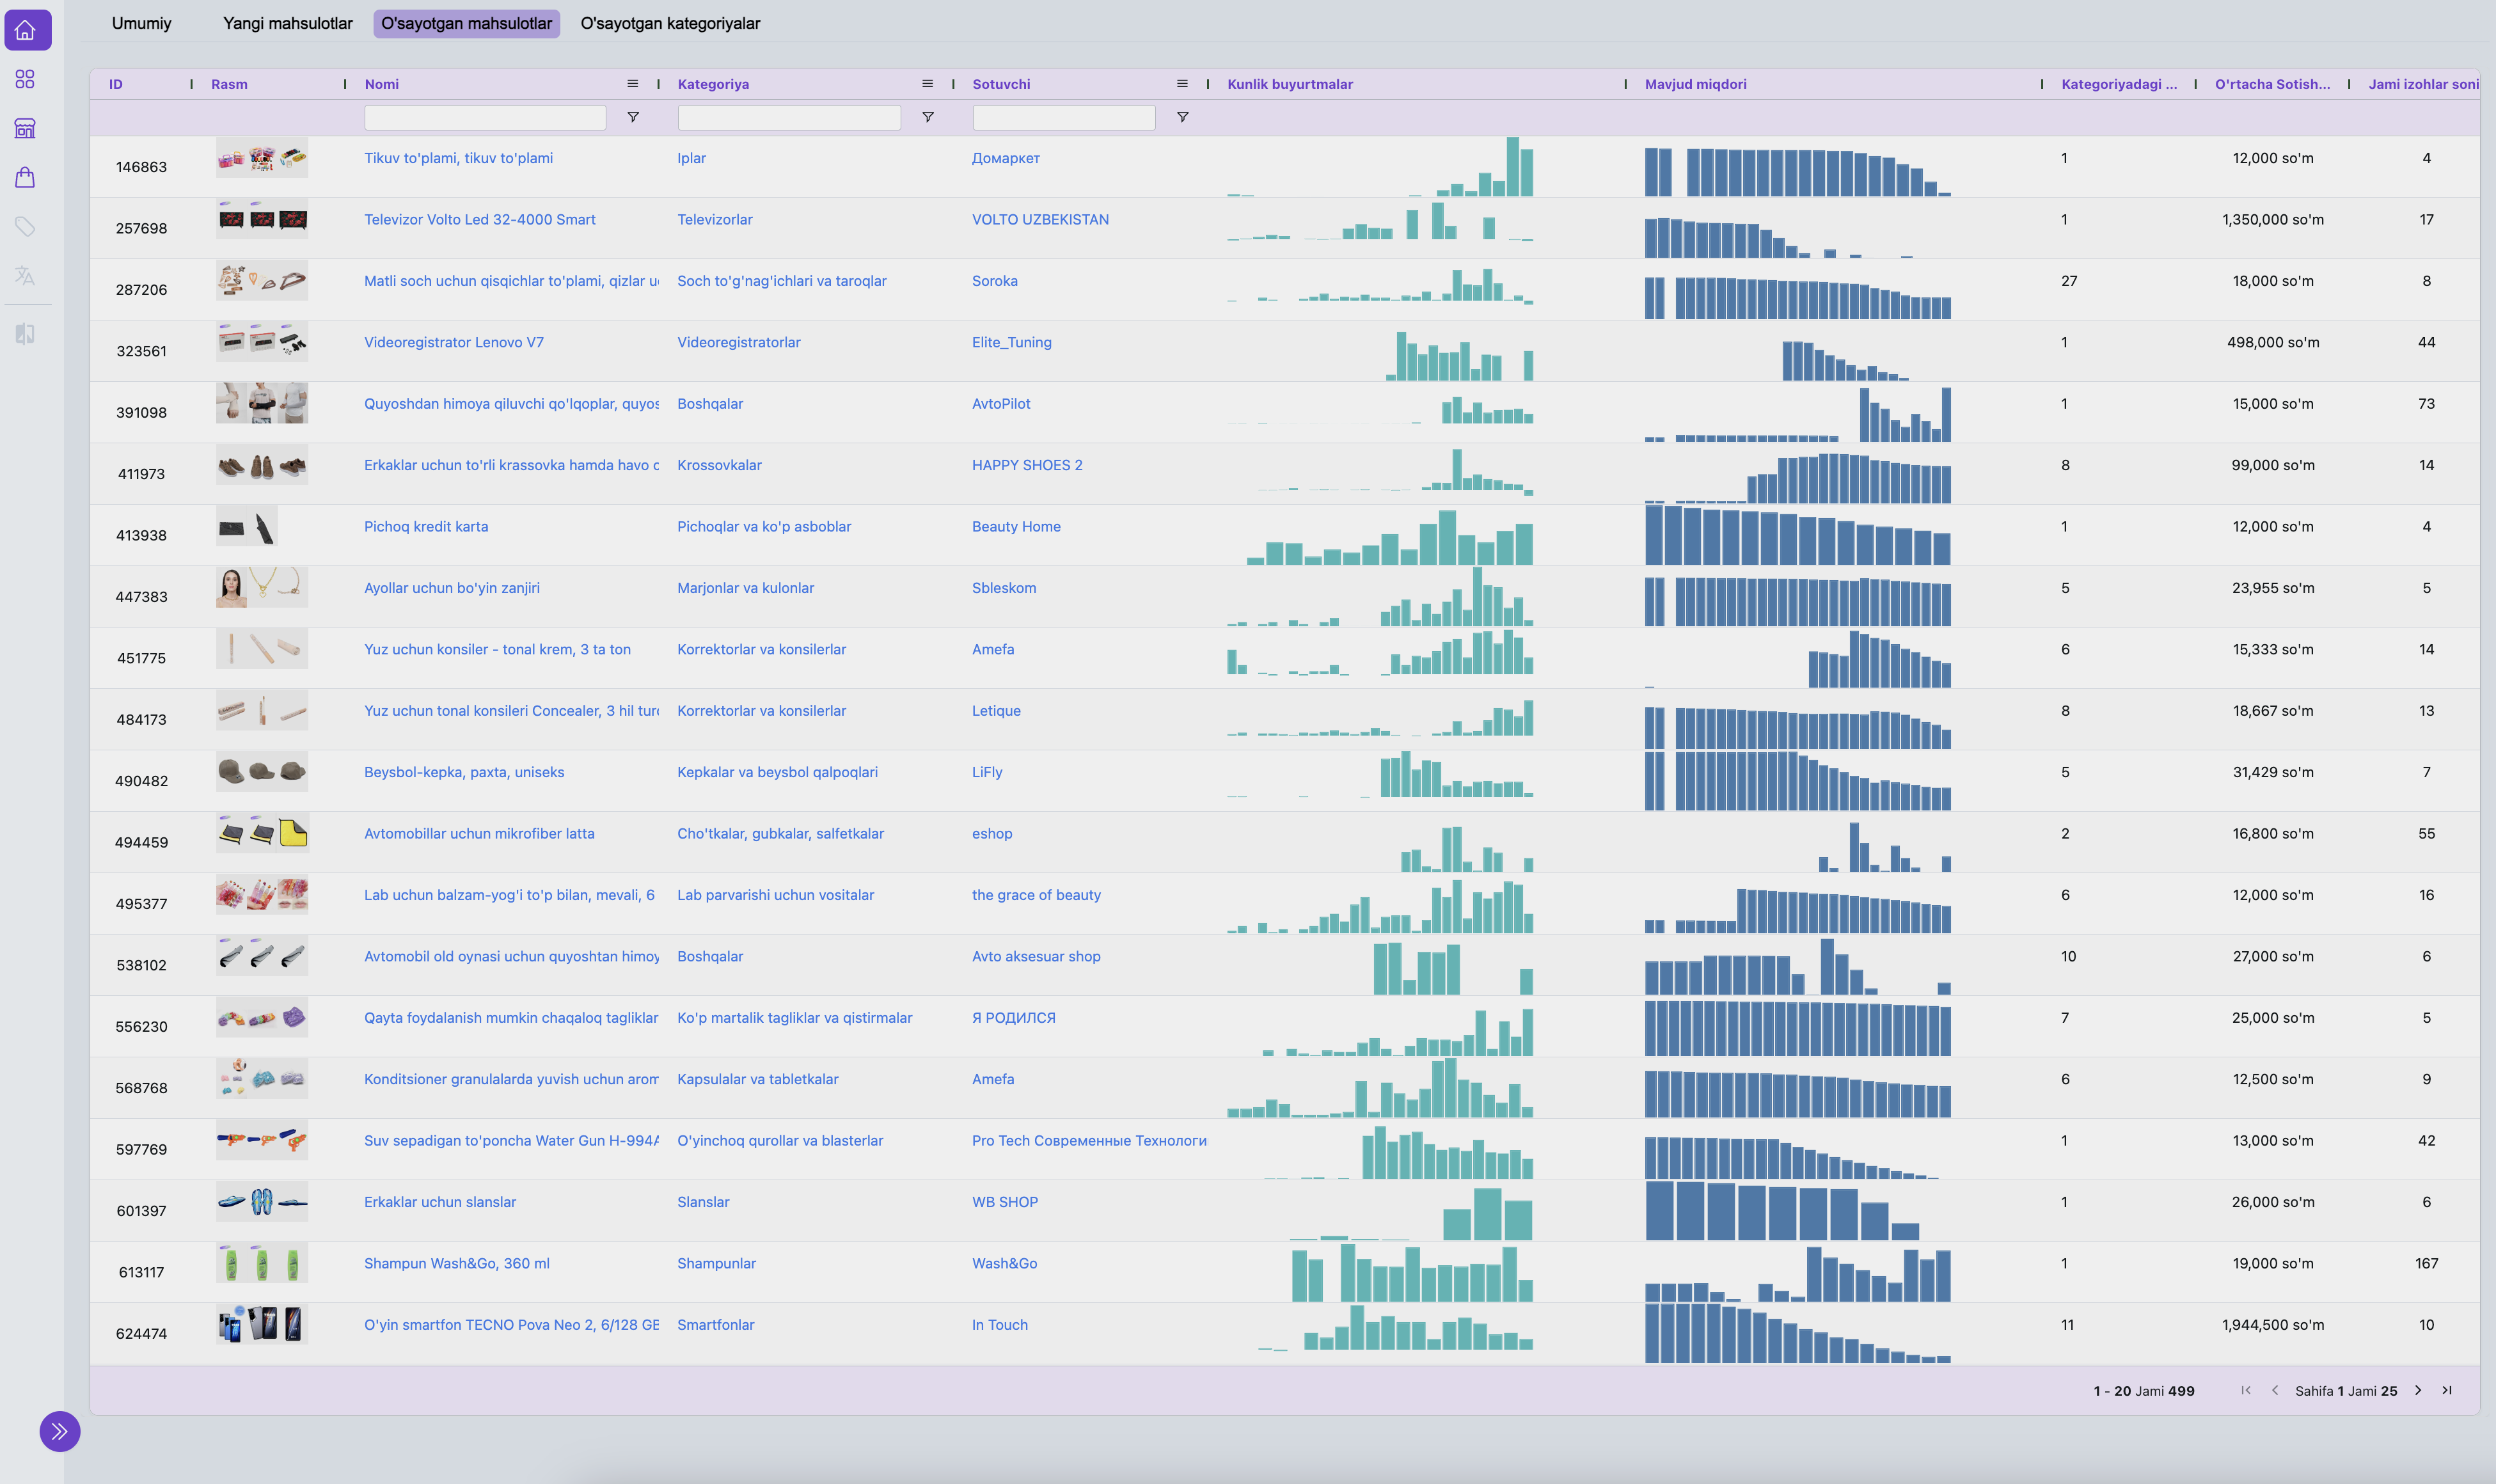 Umumiy Yangi mahsulotlar O'sayotgan mahsulotlar O'sayotgan kategoriyalar
ID Rasm Nomi Kategoriya Sotuvchi Kunlik buyurtmalar Mavjud miqdori Kategoriyadagi ... O'rtacha Sotish... Jami izohlar soni
146863 Tikuv to'plami, tikuv to'plami Iplar Домаркет 1 12,000 so'm 4
257698 Televizor Volto Led 32-4000 Smart Televizorlar VOLTO UZBEKISTAN 1 1,350,000 so'm 17
287206 Matli soch uchun qisqichlar to'plami, qizlar u Soch to'g'nag'ichlari va taroqlar Soroka 27 18,000 so'm 8
323561 Videoregistrator Lenovo V7 Videoregistratorlar Elite_Tuning 1 498,000 so'm 44
391098 Quyoshdan himoya qiluvchi qo'lqoplar, quyos Boshqalar AvtoPilot 1 15,000 so'm 73
411973 Erkaklar uchun to'rli krassovka hamda havo Krossovkalar HAPPY SHOES 2 8 99,000 so'm 14
413938 Pichoq kredit karta Pichoqlar va ko'p asboblar Beauty Home 1 12,000 so'm 4
447383 Ayollar uchun bo'yin zanjiri Marjonlar va kulonlar Sbleskom 5 23,955 so'm 5
451775 Yuz uchun konsiler - tonal krem, 3 ta ton Korrektorlar va konsilerlar Amefa 6 15,333 so'm 14
484173 Yuz uchun tonal konsileri Concealer, 3 hil Korrektorlar va konsilerlar Letique 8 18,667 so'm 13
490482 Beysbol-kepka, paxta, uniseks Kepkalar va beysbol qalpoqlari LiFly 5 31,429 so'm 7
494459 Avtomobillar uchun mikrofiber latta Cho'tkalar, gubkalar, salfetkalar eshop 2 16,800 so'm 55
495377 Lab uchun balzam-yog'i to'p bilan, mevali, 6 Lab parvarishi uchun vositalar the grace of beauty 6 12,000 so'm 16
538102 Avtomobil old oynasi uchun quyoshtan himoy Boshqalar Avto aksesuar shop 10 27,000 so'm 6
556230 Qayta foydalanish mumkin chaqaloq tagliklar Ko'p martalik tagliklar va qistirmalar Я РОДИЛСЯ 7 25,000 so'm 5
568768 Konditsioner granulalarda yuvish uchun arom Kapsulalar va tabletkalar Amefa 6 12,500 so'm 9
597769 Suv sepadigan to'poncha Water Gun H-994A O'yinchoq qurollar va blasterlar Pro Tech Современные Технологи 1 13,000 so'm 42
601397 Erkaklar uchun slanslar Slanslar WB SHOP 1 26,000 so'm 6
613117 Shampun Wash&Go, 360 ml Shampunlar Wash&Go 1 19,000 so'm 167
624474 O'yin smartfon TECNO Pova Neo 2, 6/128 GB Smartfonlar In Touch 11 1,944,500 so'm 10
1 - 20 Jami 499 Sahifa 1 Jami 25